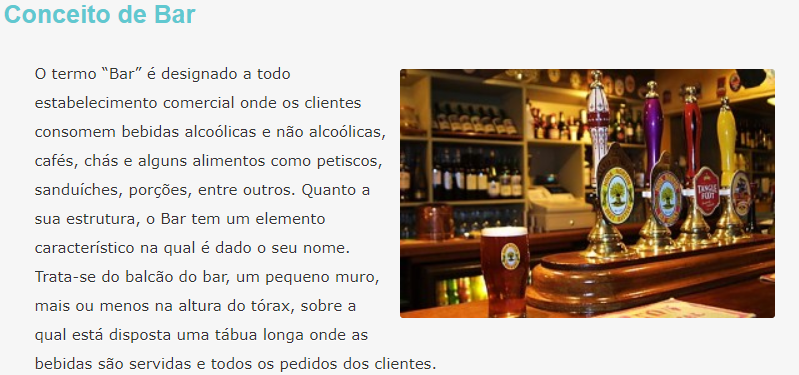 Conceito de Bar
O termo “Bar” é designado a todo
estabelecimento comercial onde os clientes
consomem bebidas alcoólicas e não alcoólicas,
cafés, chás e alguns alimentos como petiscos,
sanduíches, porções, entre outros. Quanto a
sua estrutura, o Bar tem um elemento
característico na qual é dado o seu nome.
Trata-se do balcão do bar, um pequeno muro,
mais ou menos na altura do tórax, sobre a
qual está disposta uma tábua longa onde as
bebidas são servidas e todos os pedidos dos clientes.
TANGLE
FOOT